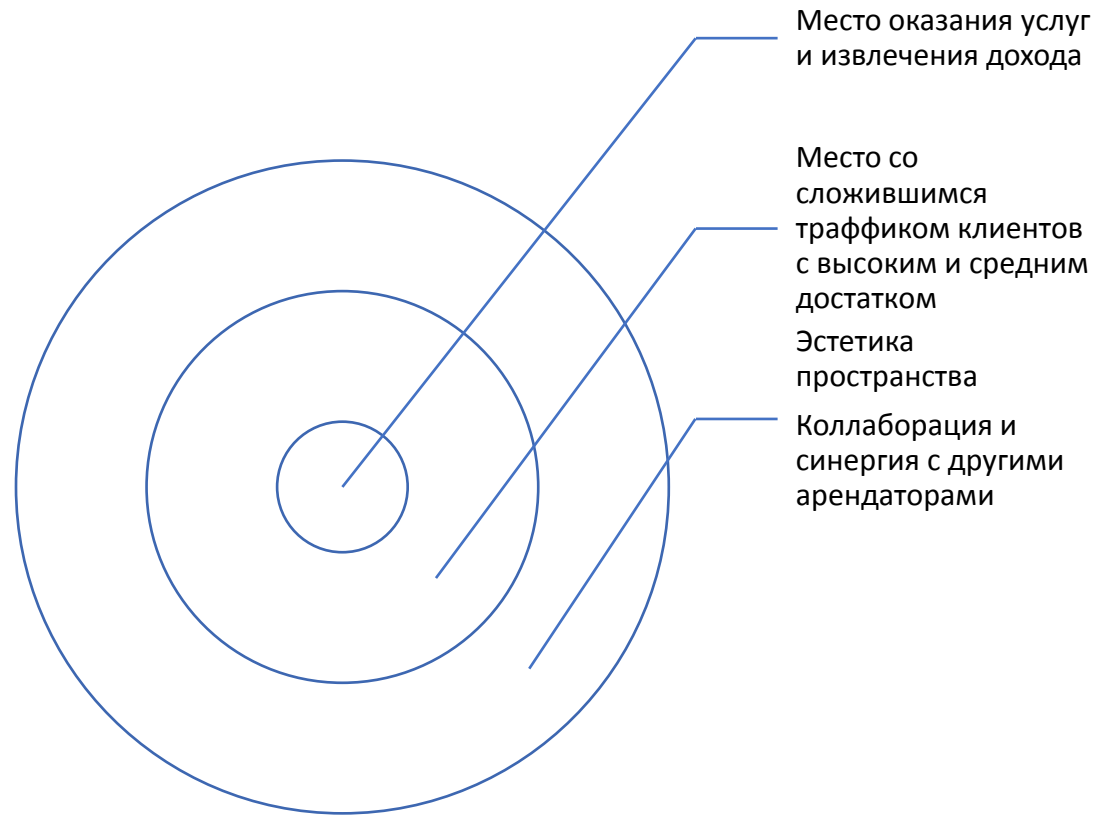 Место оказания услуг
и извлечения дохода
Место со
сложившимся
траффиком клиентов
с высоким и средним
достатком
Эстетика
пространства
Коллаборация и
синергия с другими
арендаторами